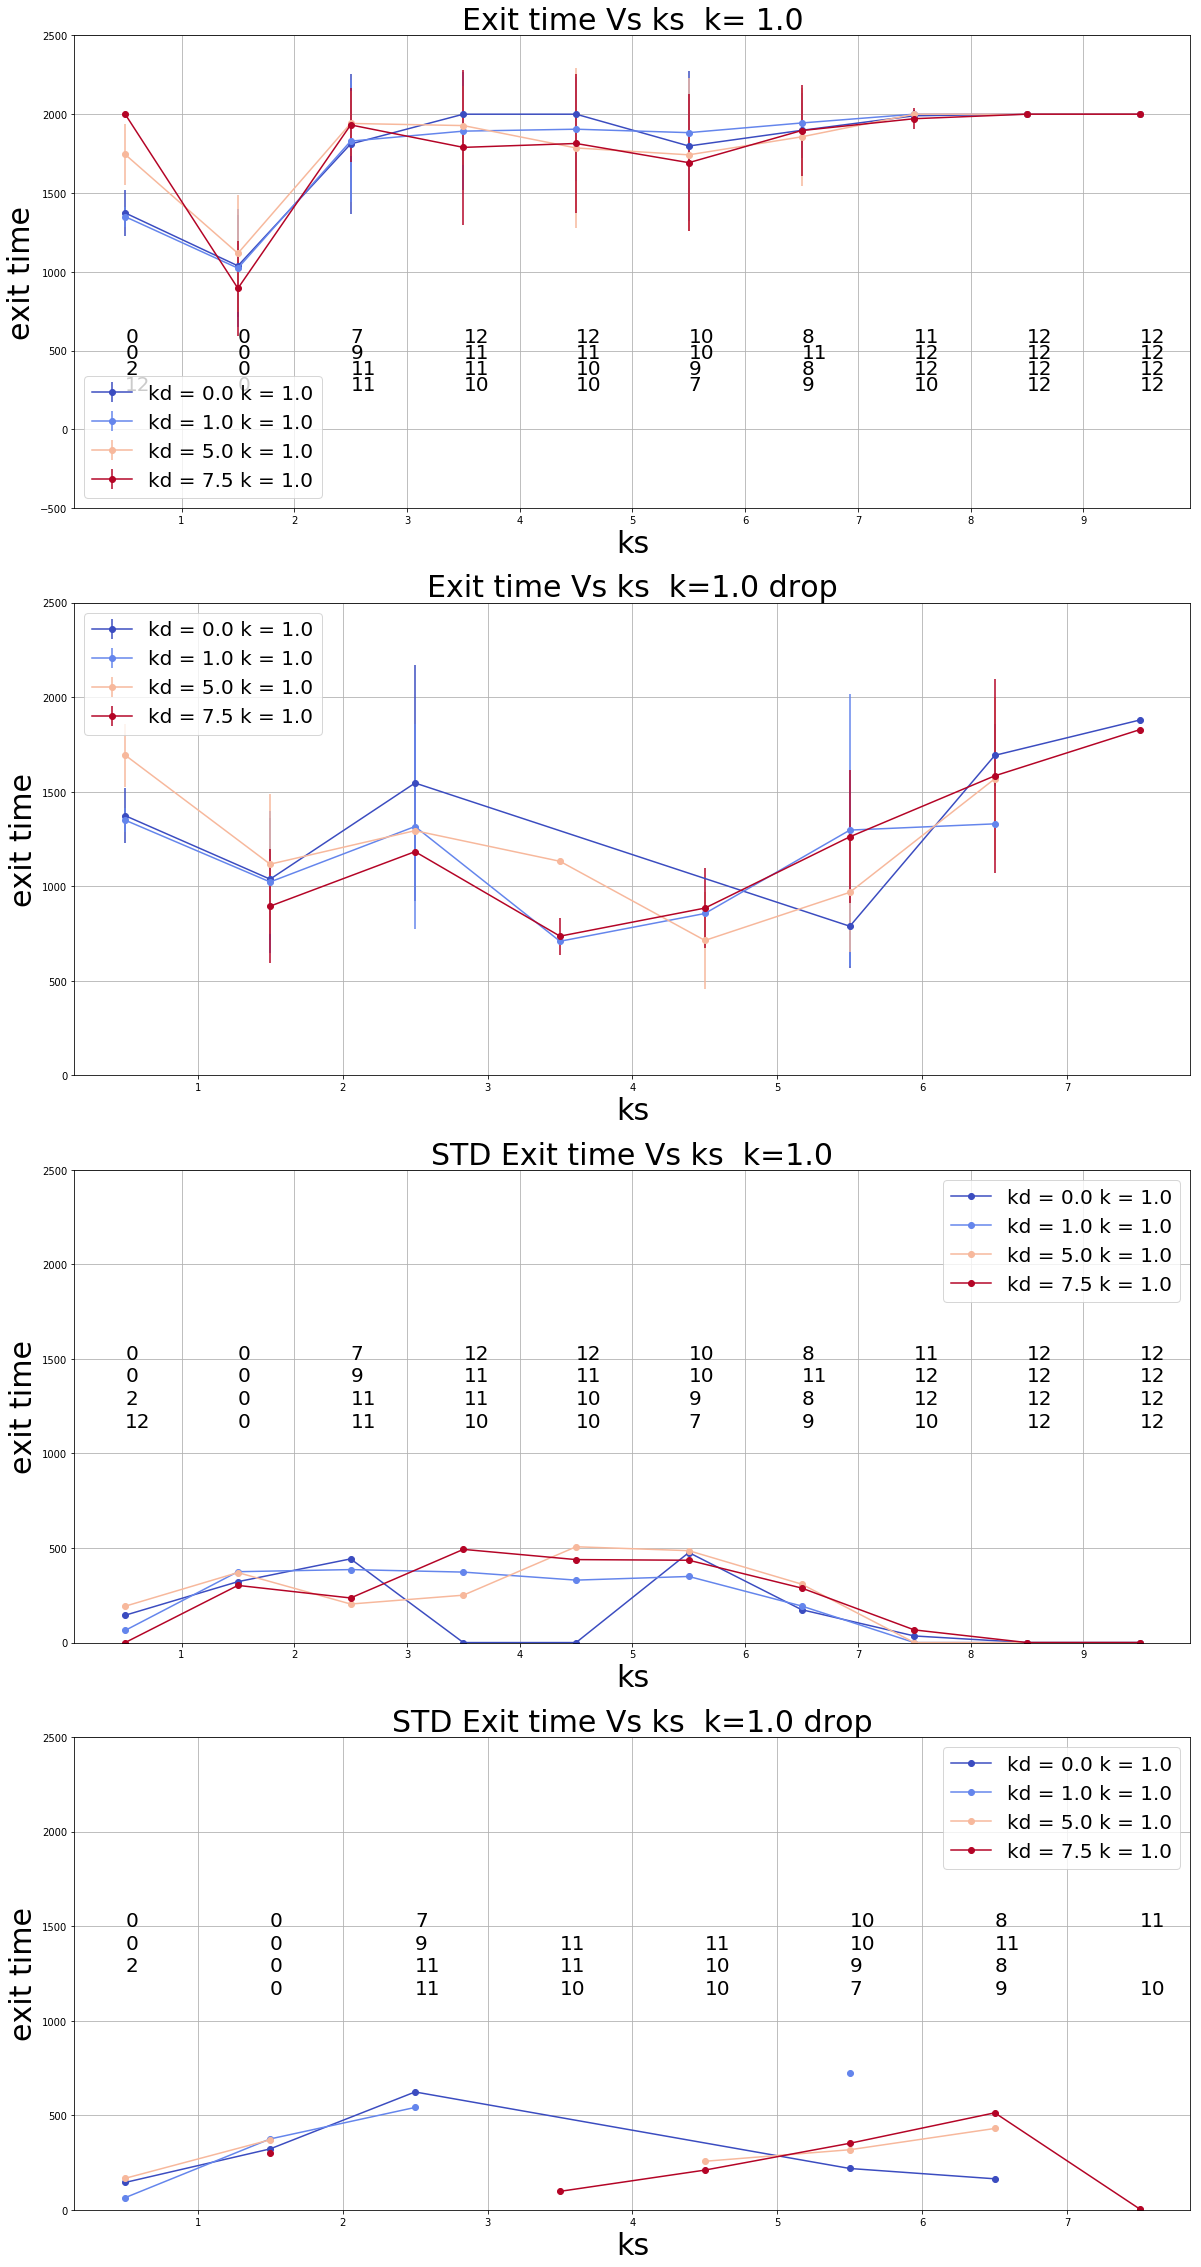 Exit time Vs ks  k= 1.0
2500
2000
1500
1000
500
0
−500
exit time
0 0 7 12 12 10 8 11 12 12
0 0 9 11 11 10 11 12 12 12
2 0 11 11 10 9 8 12 12 12
12 0 11 10 10 7 9 10 12 12
kd = 0.0 k = 1.0
kd = 1.0 k = 1.0
kd = 5.0 k = 1.0
kd = 7.5 k = 1.0
1 2 3 4 5 6 7 8 9
ks
Exit time Vs ks  k=1.0 drop
2500
2000
1500
1000
500
0
exit time
kd = 0.0 k = 1.0
kd = 1.0 k = 1.0
kd = 5.0 k = 1.0
kd = 7.5 k = 1.0
1 2 3 4 5 6 7
ks
STD Exit time Vs ks  k=1.0
2500
2000
1500
1000
500
0
exit time
kd = 0.0 k = 1.0
kd = 1.0 k = 1.0
kd = 5.0 k = 1.0
kd = 7.5 k = 1.0
0 0 7 12 12 10 8 11 12 12
0 0 9 11 11 10 11 12 12 12
2 0 11 11 10 9 8 12 12 12
12 0 11 10 10 7 9 10 12 12
1 2 3 4 5 6 7 8 9
ks
STD Exit time Vs ks  k=1.0 drop
2500
2000
1500
1000
500
0
exit time
kd = 0.0 k = 1.0
kd = 1.0 k = 1.0
kd = 5.0 k = 1.0
kd = 7.5 k = 1.0
0 0 7 10 8 11
0 0 9 11 11 10 11
2 0 11 11 10 9 8
0 11 10 10 7 9 10
1 2 3 4 5 6 7
ks